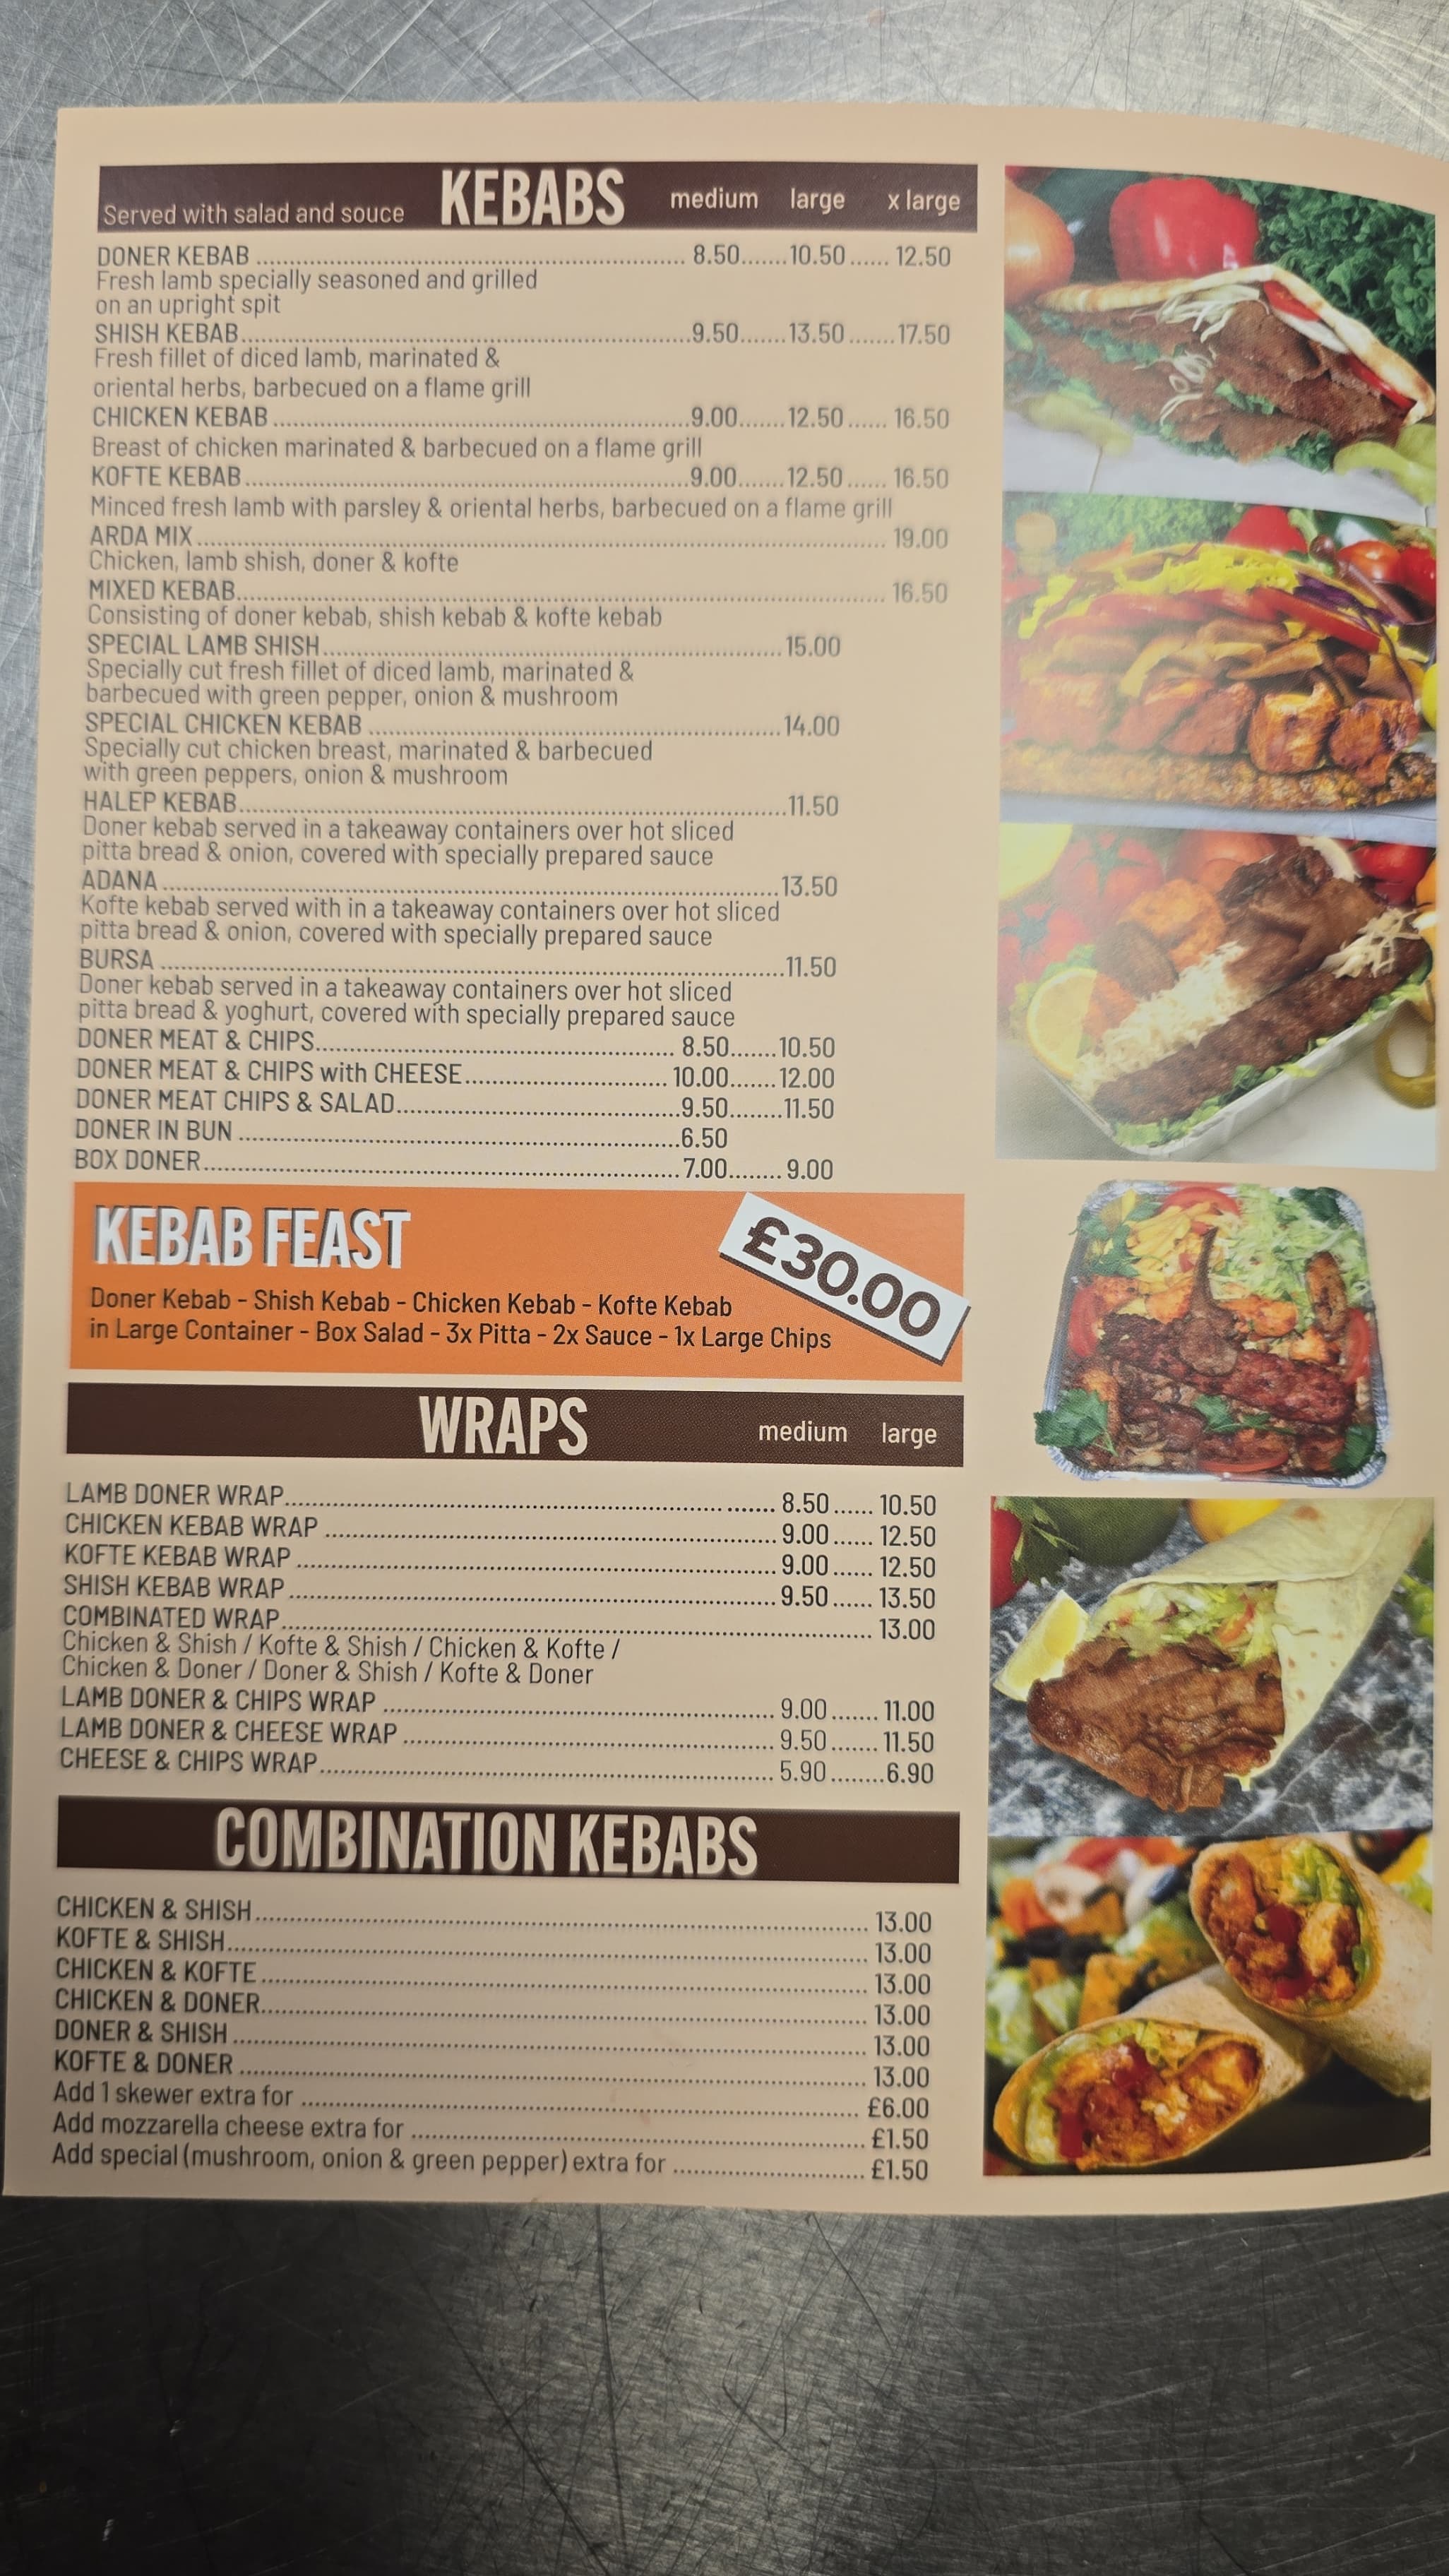 Served with salad and souce KEBABS medium large x large
DONER KEBAB ........ 8.50.......10.50...... 12.50
Fresh lamb specially seasoned and grilled
on an upright spit
SHISH KEBAB........9.50.......13.50.......17.50
Fresh fillet of diced lamb, marinated &
oriental herbs, barbecued on a flame grill
CHICKEN KEBAB ........9.00.......12.50...... 16.50
Breast of chicken marinated & barbecued on a flame grill
KOFTE KEBAB........9.00.......12.50...... 16.50
Minced fresh lamb with parsley & oriental herbs, barbecued on a flame grill
ARDA MIX........ 19.00
Chicken, lamb shish, doner & kofte
MIXED KEBAB........ 16.50
Consisting of doner kebab, shish kebab & kofte kebab
SPECIAL LAMB SHISH........15.00
Specially cut fresh fillet of diced lamb, marinated &
barbecued with green pepper, onion & mushroom
SPECIAL CHICKEN KEBAB ........14.00
Specially cut chicken breast, marinated & barbecued
with green peppers, onion & mushroom
HALEP KEBAB........11.50
Doner kebab served in a takeaway containers over hot sliced
pitta bread & onion, covered with specially prepared sauce
ADANA ........13.50
Kofte kebab served with in a takeaway containers over hot sliced
pitta bread & onion, covered with specially prepared sauce
BURSA ........11.50
Doner kebab served in a takeaway containers over hot sliced
pitta bread & yoghurt, covered with specially prepared sauce
DONER MEAT & CHIPS........ 8.50.......10.50
DONER MEAT & CHIPS with CHEESE........ 10.00.......12.00
DONER MEAT CHIPS & SALAD........9.50........11.50
DONER IN BUN ........6.50
BOX DONER........7.00........ 9.00
KEBAB FEAST £30.00
Doner Kebab - Shish Kebab - Chicken Kebab - Kofte Kebab
in Large Container - Box Salad - 3x Pitta - 2x Sauce - 1x Large Chips
WRAPS medium large
LAMB DONER WRAP........ 8.50...... 10.50
CHICKEN KEBAB WRAP ........ 9.00...... 12.50
KOFTE KEBAB WRAP ........ 9.00...... 12.50
SHISH KEBAB WRAP ........ 9.50...... 13.50
COMBINATED WRAP........ 13.00
Chicken & Shish / Kofte & Shish / Chicken & Kofte /
Chicken & Doner / Doner & Shish / Kofte & Doner
LAMB DONER & CHIPS WRAP ........ 9.00....... 11.00
LAMB DONER & CHEESE WRAP ........ 9.50....... 11.50
CHEESE & CHIPS WRAP........ 5.90........6.90
COMBINATION KEBABS
CHICKEN & SHISH........ 13.00
KOFTE & SHISH........ 13.00
CHICKEN & KOFTE ........ 13.00
CHICKEN & DONER........ 13.00
DONER & SHISH ........ 13.00
KOFTE & DONER ........ 13.00
Add 1 skewer extra for ........ £6.00
Add mozzarella cheese extra for ........ £1.50
Add special (mushroom, onion & green pepper) extra for ........ £1.50